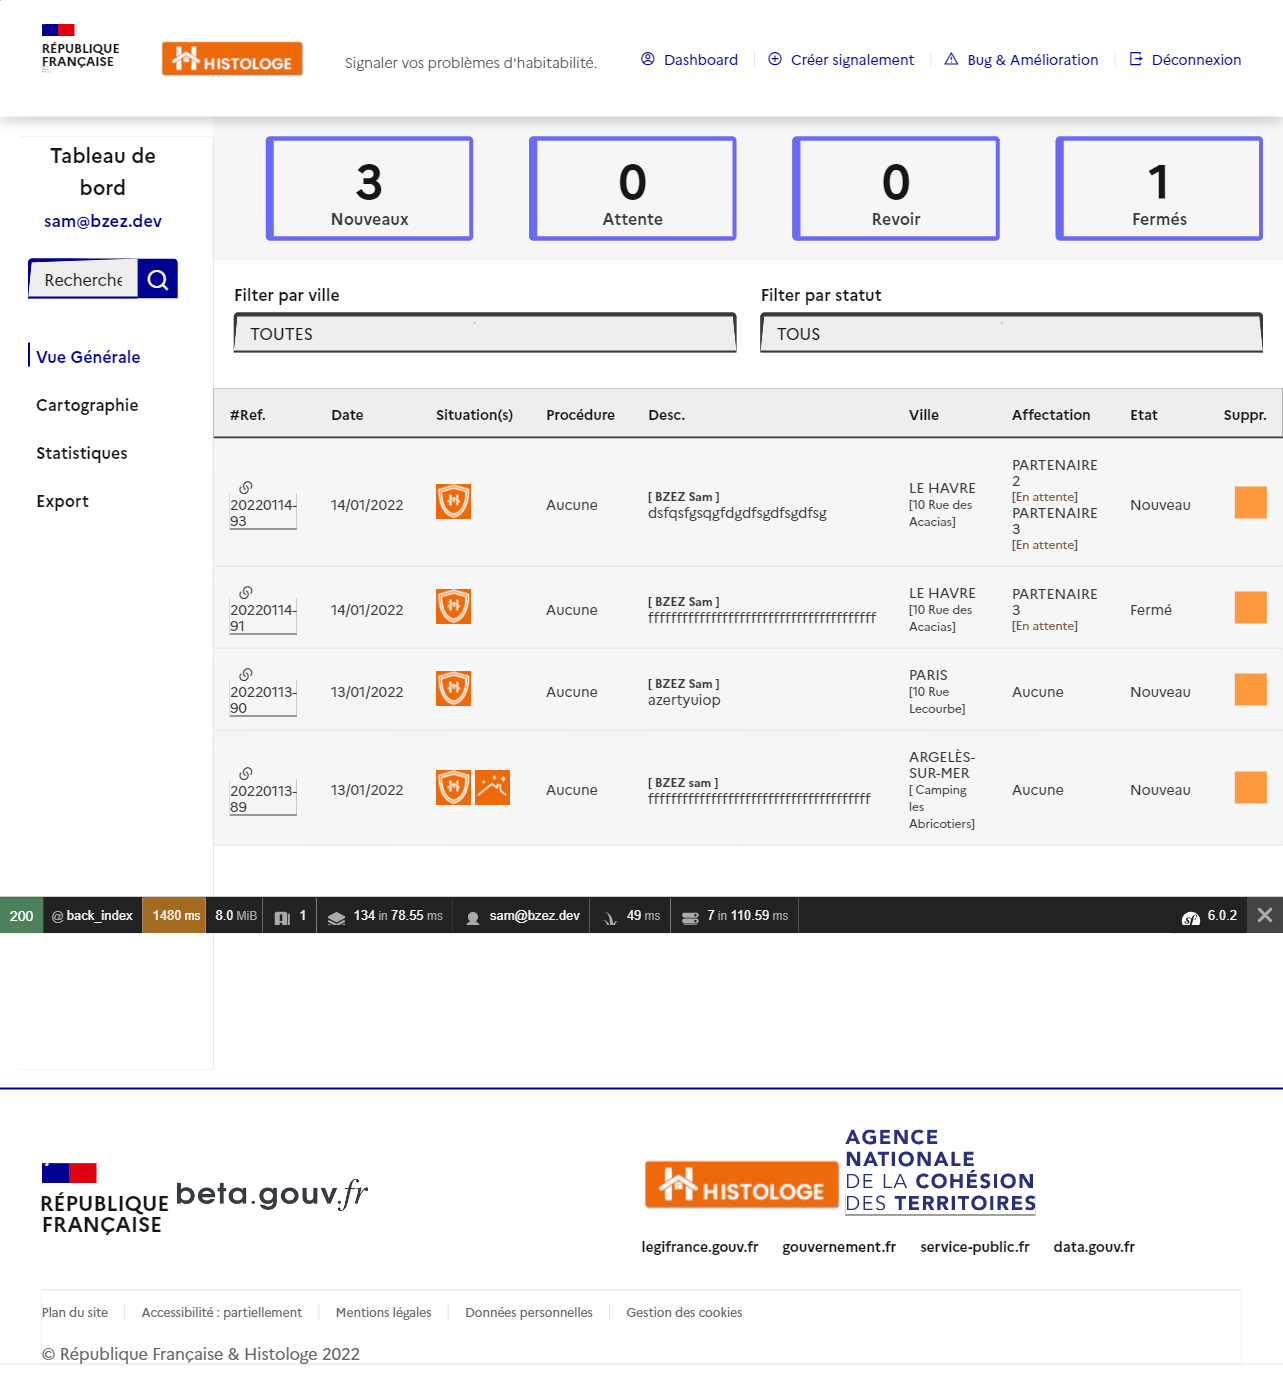 RÉPUBLIQUE
FRANÇAISE
HISTOLOGE
Signaler vos problèmes d'habitabilité.
Dashboard
Créer signalement
Bug & Amélioration
Déconnexion
Tableau de
bord
sam@bzez.dev
Recherche
Vue Générale
Cartographie
Statistiques
Export
3
Nouveaux
0
Attente
0
Revoir
1
Fermés
Filter par ville
TOUTES
Filter par statut
TOUS
#Ref. Date Situation(s) Procédure Desc. Ville Affectation Etat Suppr.
20220114-
93
14/01/2022
Aucune
[ BZEZ Sam ]
dsfqsfgsqgfdgdfsgdfsgdfsg
LE HAVRE
[10 Rue des
Acacias]
PARTENAIRE
2
[En attente]
PARTENAIRE
3
[En attente]
Nouveau
20220114-
91
14/01/2022
Aucune
[ BZEZ Sam ]
LE HAVRE
[10 Rue des
Acacias]
PARTENAIRE
3
[En attente]
Fermé
20220113-
90
13/01/2022
Aucune
[ BZEZ Sam ]
azertyuiop
PARIS
[10 Rue
Lecourbe]
Aucune
Nouveau
20220113-
89
13/01/2022
Aucune
[ BZEZ sam ]
ARGELÈS-
SUR-MER
[ Camping
les
Abricotiers]
Aucune
Nouveau
200 @ back_index 1480 ms 8.0 MiB 1 134 in 78.55 ms sam@bzez.dev 49 ms 7 in 110.59 ms sf 6.0.2
RÉPUBLIQUE
FRANÇAISE
beta.gouv.fr
HISTOLOGE
AGENCE
NATIONALE
DE LA COHÉSION
DES TERRITOIRES
legifrance.gouv.fr gouvernement.fr service-public.fr data.gouv.fr
Plan du site Accessibilité : partiellement Mentions légales Données personnelles Gestion des cookies
© République Française & Histologe 2022